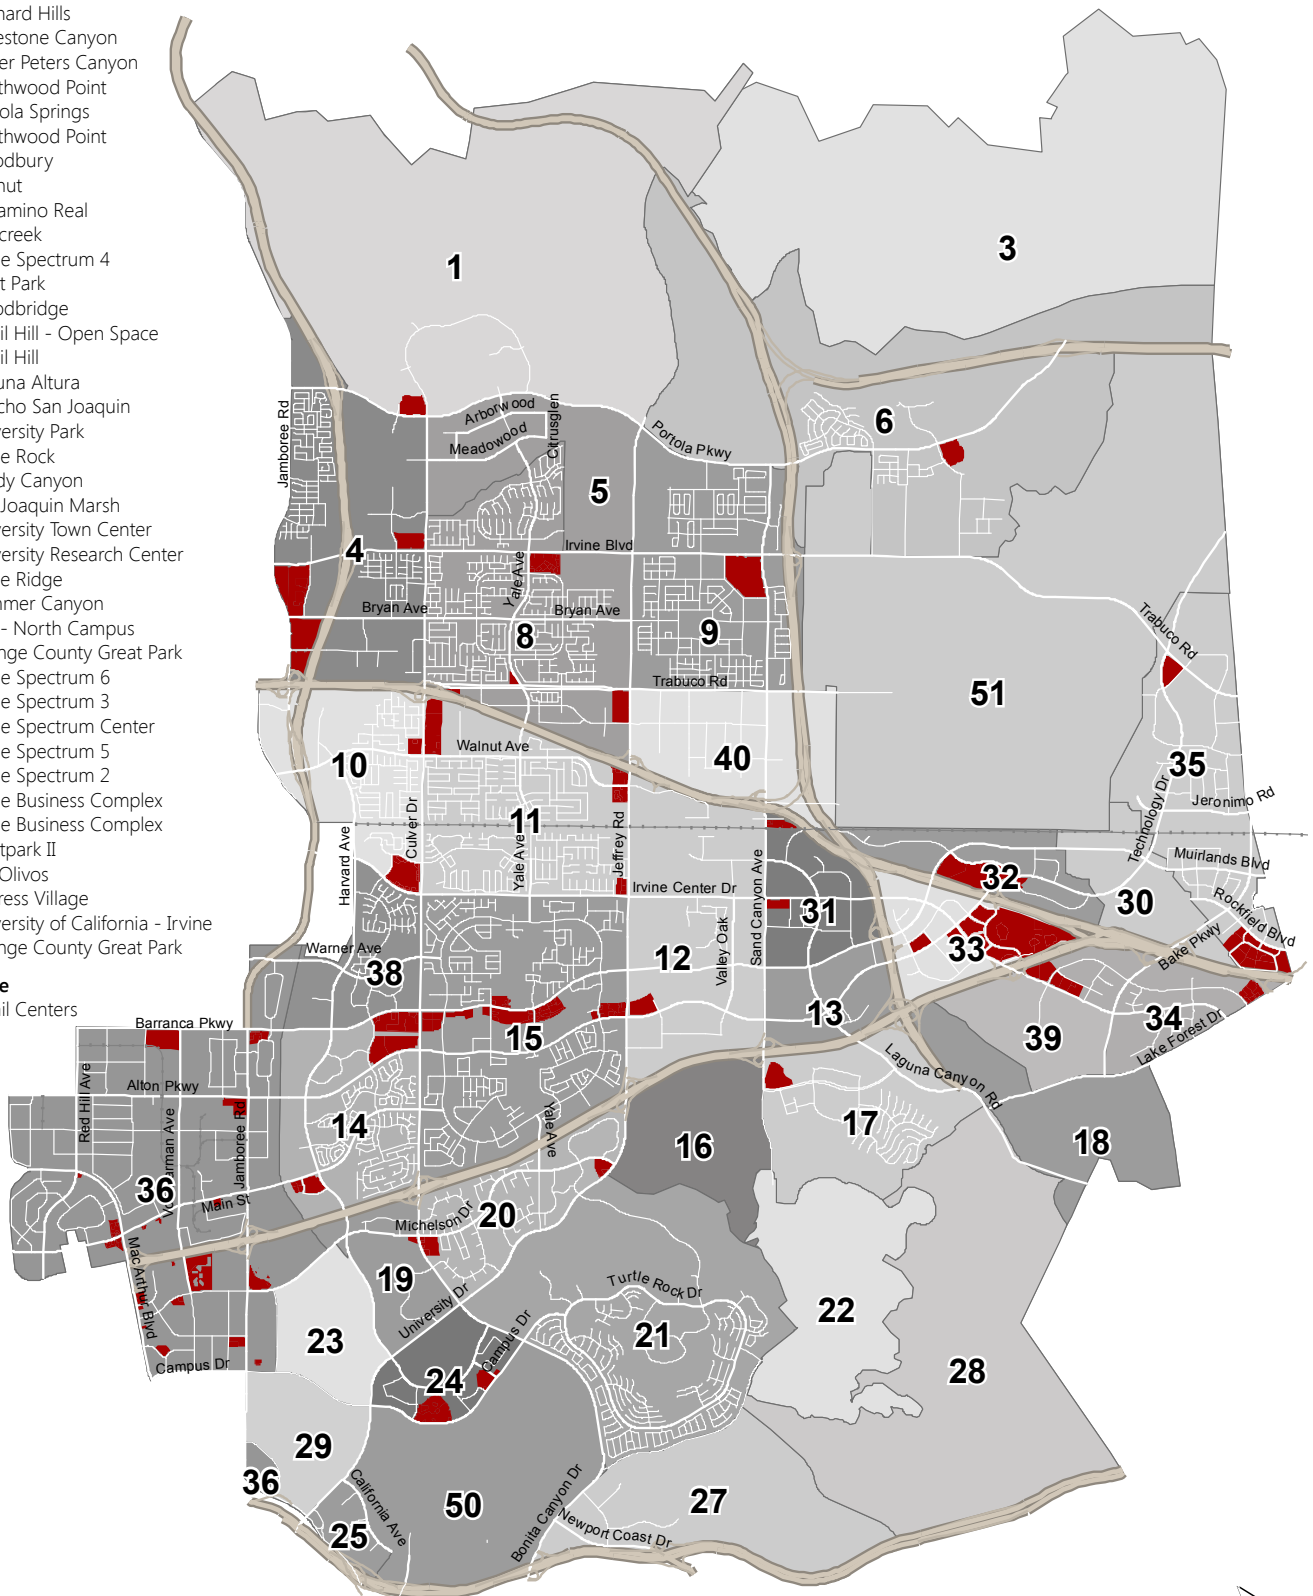 nard Hills
estone Canyon
er Peters Canyon
thwood Point
ola Springs
thwood Point
odbury
nut
amino Real
creek
e Spectrum 4
t Park
odbridge
il Hill - Open Space
il Hill
una Altura
cho San Joaquin
versity Park
e Rock
dy Canyon
Joaquin Marsh
versity Town Center
versity Research Center
e Ridge
mmer Canyon
- North Campus
nge County Great Park
e Spectrum 6
e Spectrum 3
e Spectrum Center
e Spectrum 5
e Spectrum 2
e Business Complex
e Business Complex
tpark II
Olivos
ress Village
versity of California - Irvine
nge County Great Park
e
il Centers
1
3
Jamboree Rd
Arborwood
Meadowood
Citrusglen
Portola Pkwy
6
5
4
Irvine Blvd
Yale Ave
Bryan Ave
Bryan Ave
8
9
Trabuco Rd
Trabuco Rd
51
Walnut Ave
10
40
35
Technology Dr
Jeronimo Rd
11
Culver Dr
Harvard Ave
Yale Ave
Jeffrey Rd
Irvine Center Dr
Sand Canyon Ave
Muirlands Blvd
32
30
31
Rockfield Blvd
Bake Pkwy
33
Valley Oak
Warner Ave
38
12
13
15
39
34
Lake Forest Dr
Barranca Pkwy
Red Hill Ave
Alton Pkwy
Jamboree Rd
14
Yale Ave
Laguna Canyon Rd
17
16
18
36
Main St
Michelson Dr
20
Mac Arthur Blvd
19
University Dr
Turtle Rock Dr
21
22
23
Campus Dr
Campus Dr
24
28
29
36
California Ave
25
50
Bonita Canyon Dr
27
Newport Coast Dr